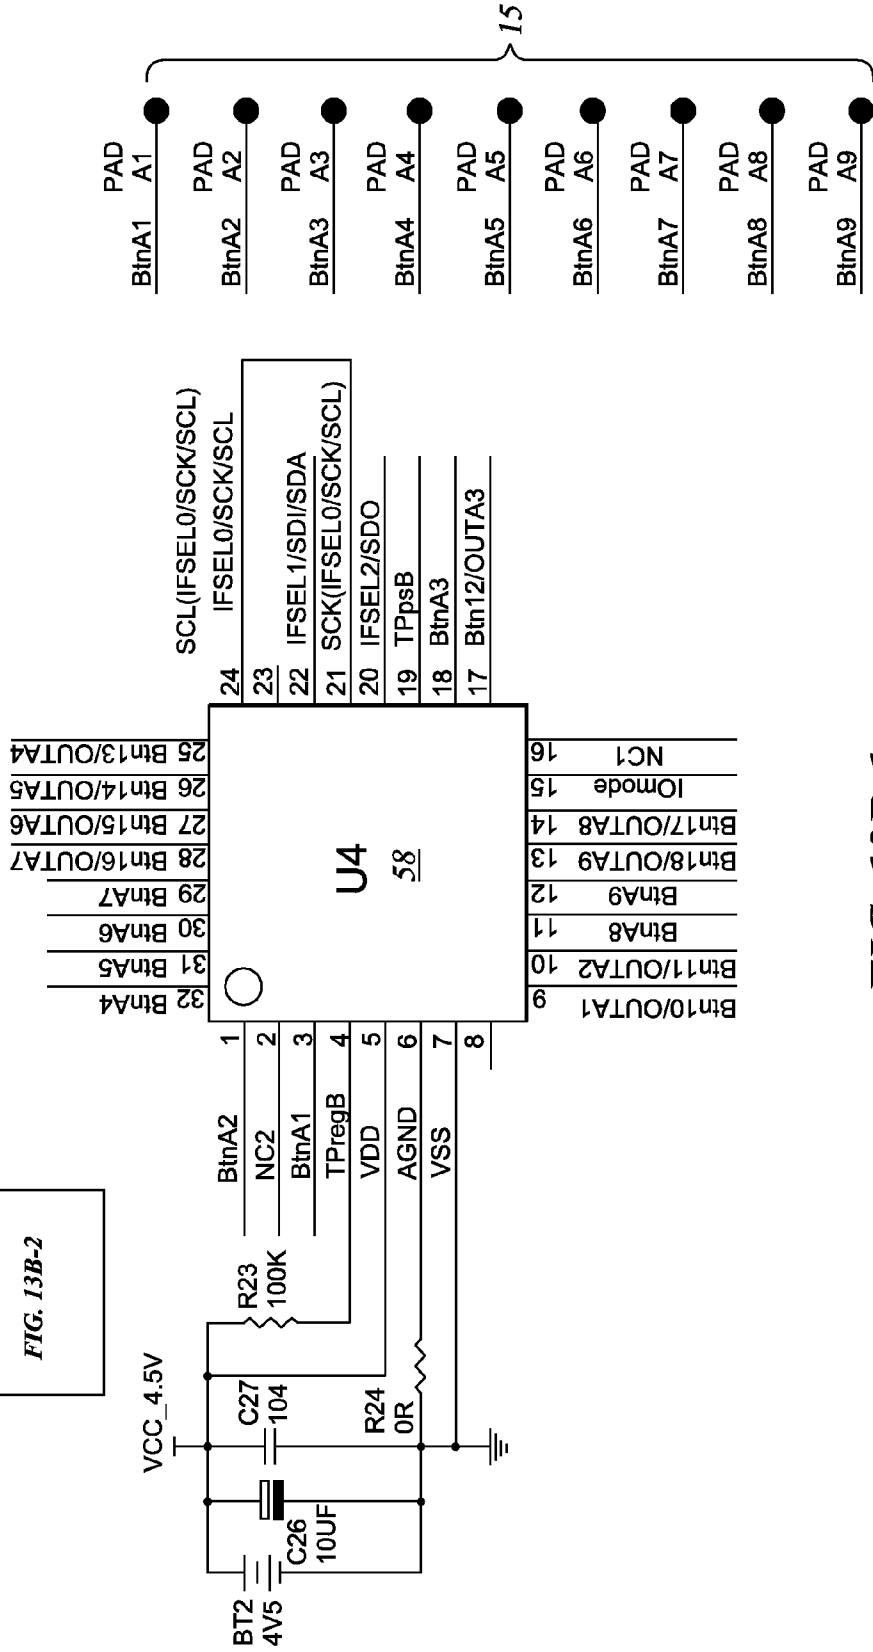 15
PAD
A1
BtnA1
PAD
A2
BtnA2
PAD
A3
BtnA3
PAD
A4
BtnA4
PAD
A5
BtnA5
PAD
A6
BtnA6
PAD
A7
BtnA7
PAD
A8
BtnA8
PAD
A9
BtnA9
SCL(IFSEL0/SCK/SCL)
IFSEL0/SCK/SCL
IFSEL1/SDI/SDA
SCK(IFSEL0/SCK/SCL)
IFSEL2/SDO
TPpsB
BtnA3
Btn12/OUTA3
24
23
22
21
20
19
18
17
25 Btn13/OUTA4
26 Btn14/OUTA5
27 Btn15/OUTA6
28 Btn16/OUTA7
29 BtnA7
30 BtnA6
31 BtnA5
32 BtnA4
U4
58
16 NC1
15 IOmode
14 Btn17/OUTA8
13 Btn18/OUTA9
12 BtnA9
11 BtnA8
10 Btn11/OUTA2
9 Btn10/OUTA1
1
2
3
4
5
6
7
8
BtnA2
NC2
BtnA1
TPregB
VDD
AGND
VSS
FIG. 13B-2
R23
100K
VCC_4.5V
C27
104
R24
0R
C26
10UF
BT2
4V5